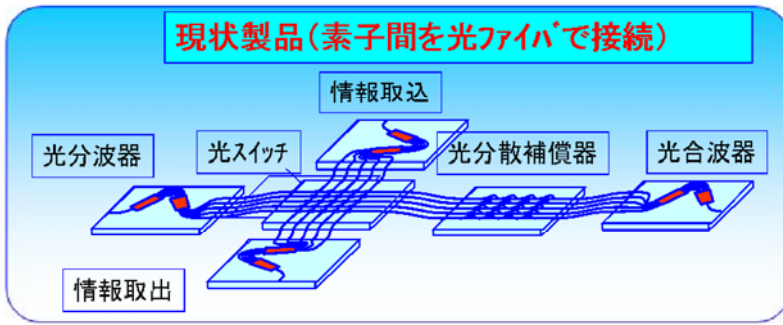 現状製品(素子間を光ファイバで接続)
情報取込
光分波器
光スイッチ
光分散補償器
光合波器
情報取出